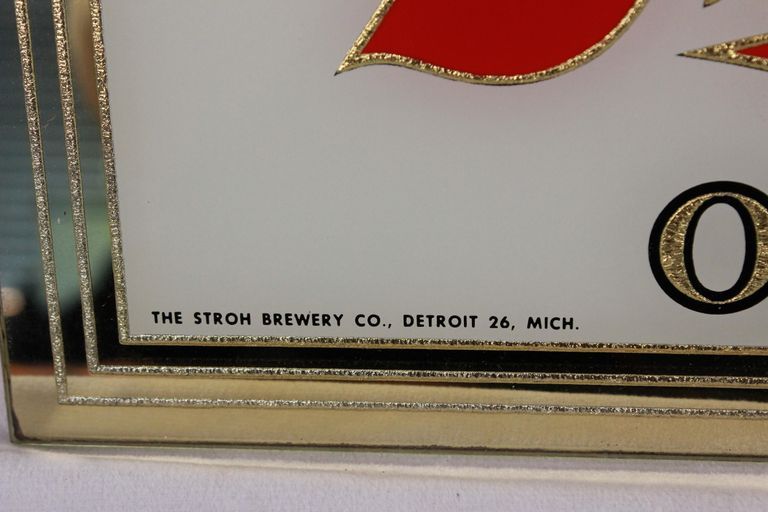 O
THE STROH BREWERY CO., DETROIT 26, MICH.